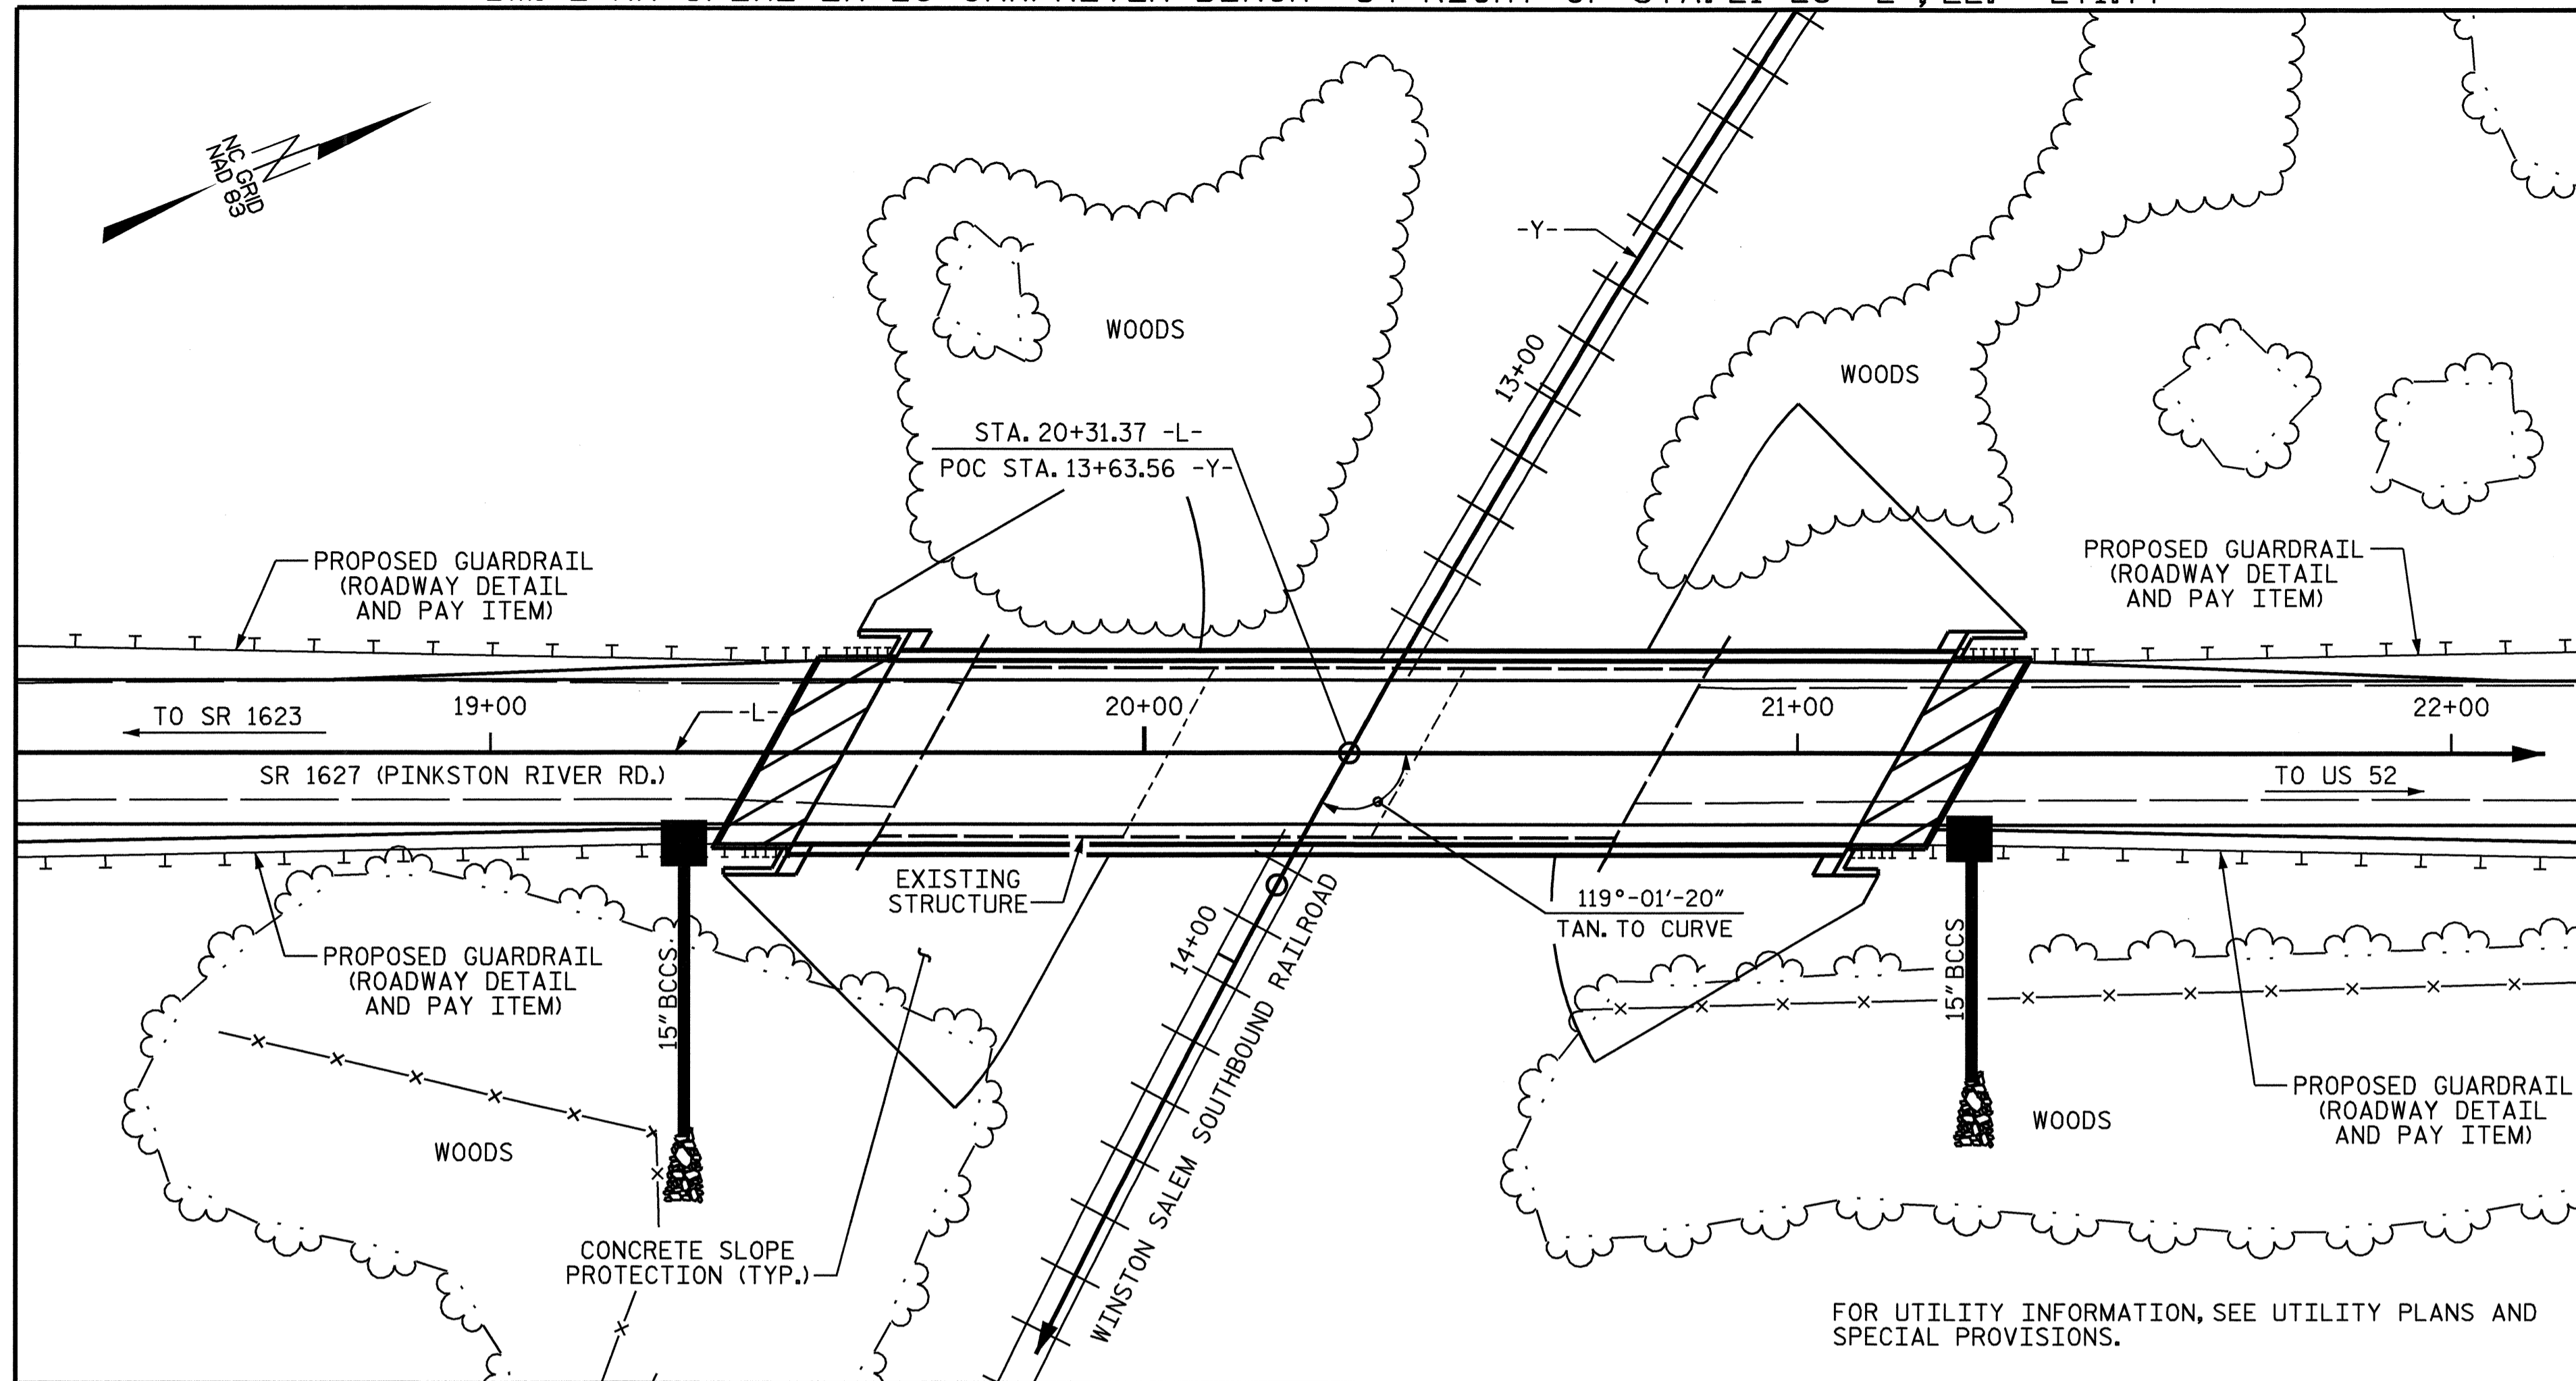 NC GRID
NAD 83
-Y-
WOODS
13+00
WOODS
STA. 20+31.37 -L-
POC STA. 13+63.56 -Y-
PROPOSED GUARDRAIL
(ROADWAY DETAIL
AND PAY ITEM)
PROPOSED GUARDRAIL
(ROADWAY DETAIL
AND PAY ITEM)
TO SR 1623
19+00
-L-
20+00
21+00
22+00
SR 1627 (PINKSTON RIVER RD.)
TO US 52
EXISTING
STRUCTURE
119°-01'-20"
TAN. TO CURVE
14+00
WINSTON SALEM SOUTHBOUND RAILROAD
PROPOSED GUARDRAIL
(ROADWAY DETAIL
AND PAY ITEM)
15" BCCS
15" BCCS
PROPOSED GUARDRAIL
(ROADWAY DETAIL
AND PAY ITEM)
WOODS
WOODS
CONCRETE SLOPE
PROTECTION (TYP.)
FOR UTILITY INFORMATION, SEE UTILITY PLANS AND
SPECIAL PROVISIONS.